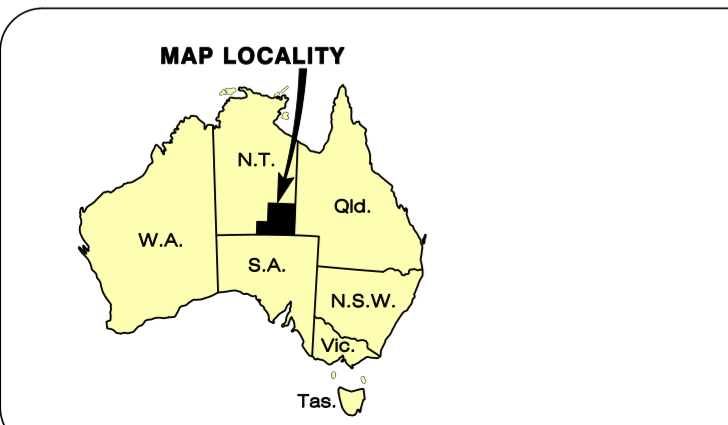 MAP LOCALITY
N.T.
Qld.
W.A.
S.A.
N.S.W.
Vic.
Tas.